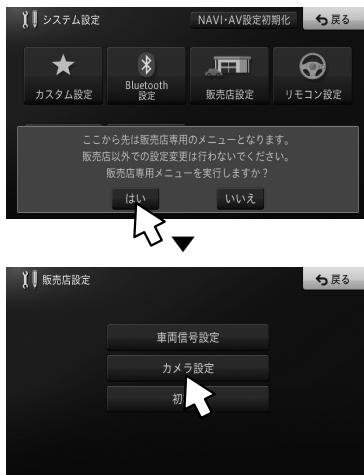 システム設定
NAVI・AV設定初期化
戻る
カスタム設定
Bluetooth
設定
販売店設定
リモコン設定
ここから先は販売店専用のメニューとなります。
販売店以外での設定変更は行わないでください。
販売店専用メニューを実行しますか？
はい
いいえ
販売店設定
戻る
車両信号設定
カメラ設定
初